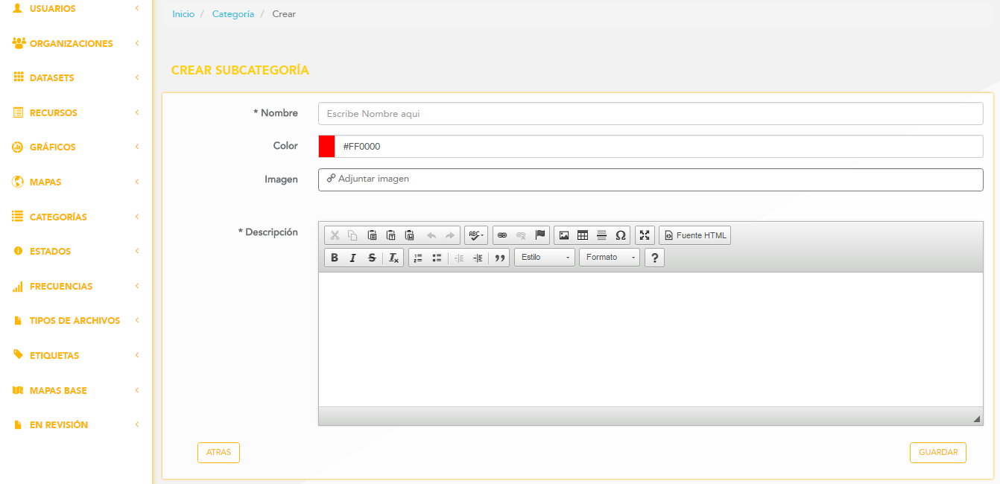 USUARIOS
ORGANIZACIONES
DATASETS
RECURSOS
GRÁFICOS
MAPAS
CATEGORÍAS
ESTADOS
FRECUENCIAS
TIPOS DE ARCHIVOS
ETIQUETAS
MAPAS BASE
EN REVISIÓN
Inicio / Categoría / Crear
CREAR SUBCATEGORÍA
* Nombre Escribe Nombre aqui
Color #FF0000
Imagen Adjuntar imagen
* Descripción
ABC Ω Fuente HTML
B I S Tx Estilo Formato ?
ATRAS GUARDAR